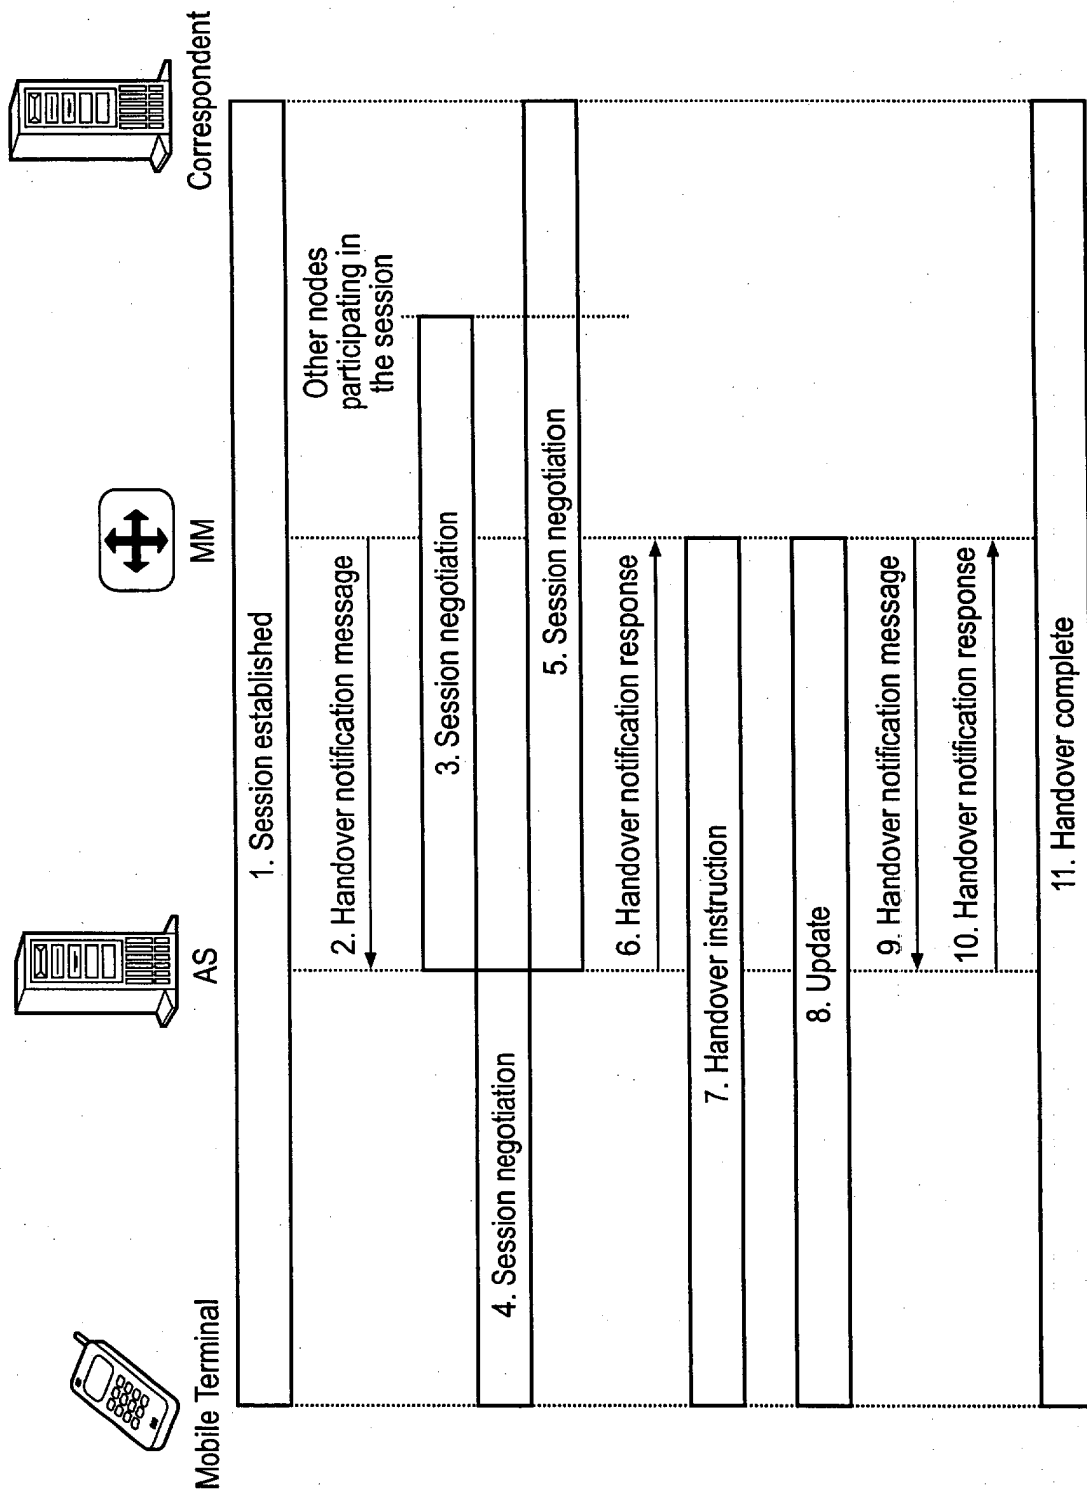 Mobile Terminal
AS
MM
Correspondent
1. Session established
2. Handover notification message
Other nodes
participating in
the session
3. Session negotiation
4. Session negotiation
5. Session negotiation
6. Handover notification response
7. Handover instruction
8. Update
9. Handover notification message
10. Handover notification response
11. Handover complete